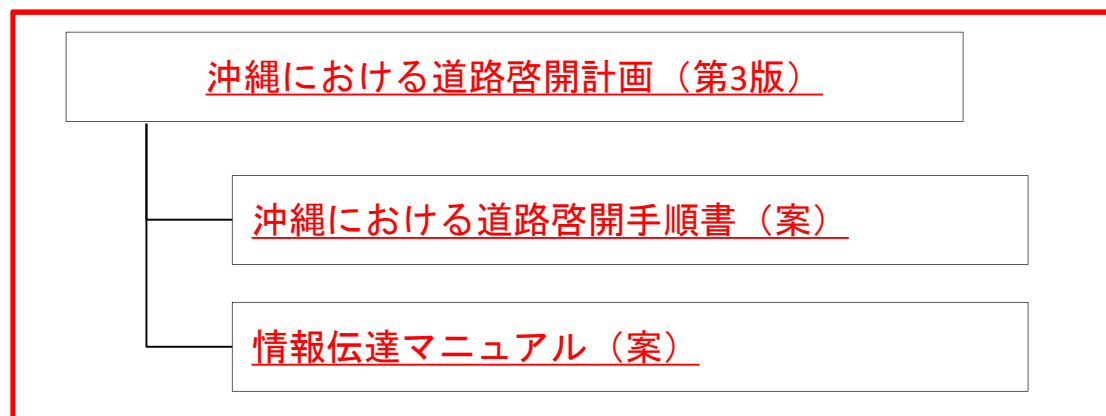 沖縄における道路啓開計画（第3版）
沖縄における道路啓開手順書（案）
情報伝達マニュアル（案）